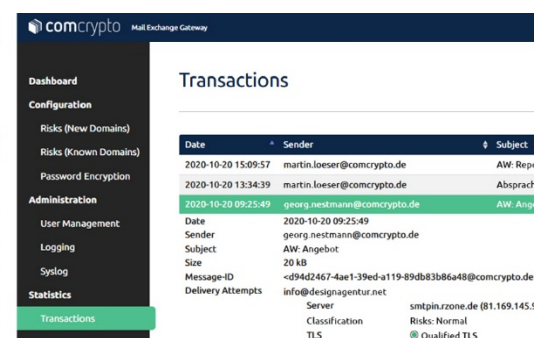 comcrypto Mail Exchange Gateway
Dashboard
Configuration
Risks (New Domains)
Risks (Known Domains)
Password Encryption
Administration
User Management
Logging
Syslog
Statistics
Transactions
Transactions
Date Sender Subject
2020-10-20 15:09:57 martin.loeser@comcrypto.de AW: Repo
2020-10-20 13:34:39 martin.loeser@comcrypto.de Absprach
2020-10-20 09:25:49 georg.nestmann@comcrypto.de AW: Ang
Date 2020-10-20 09:25:49
Sender georg.nestmann@comcrypto.de
Subject AW: Angebot
Size 20 kB
Message-ID <d94d2467-4ae1-39ed-a119-89db83b86a48@comcrypto.de
Delivery Attempts info@designagentur.net
Server smtpin.rzone.de (81.169.145.
Classification Risks: Normal
TLS Qualified TLS